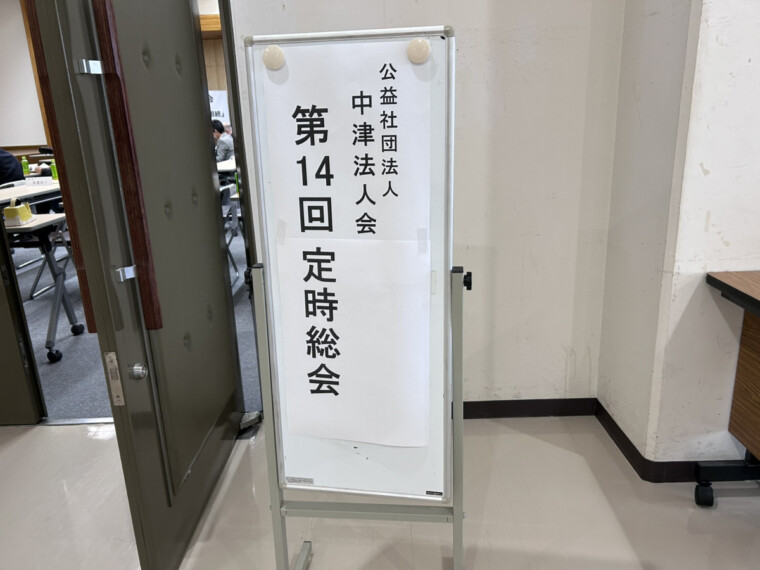 公益社団法人
中津法人会
第14回 定時総会